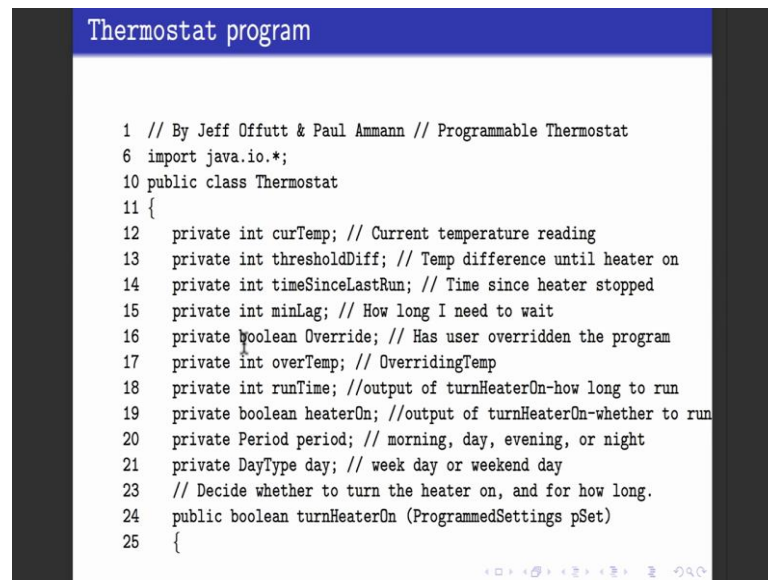 Thermostat program
1 // By Jeff Offutt & Paul Ammann // Programmable Thermostat
6 import java.io.*;
10 public class Thermostat
11 {
12 private int curTemp; // Current temperature reading
13 private int thresholdDiff; // Temp difference until heater on
14 private int timeSinceLastRun; // Time since heater stopped
15 private int minLag; // How long I need to wait
16 private boolean Override; // Has user overridden the program
17 private int overTemp; // OverridingTemp
18 private int runTime; //output of turnHeaterOn-how long to run
19 private boolean heaterOn; //output of turnHeaterOn-whether to run
20 private Period period; // morning, day, evening, or night
21 private DayType day; // week day or weekend day
23 // Decide whether to turn the heater on, and for how long.
24 public boolean turnHeaterOn (ProgrammedSettings pSet)
25 {